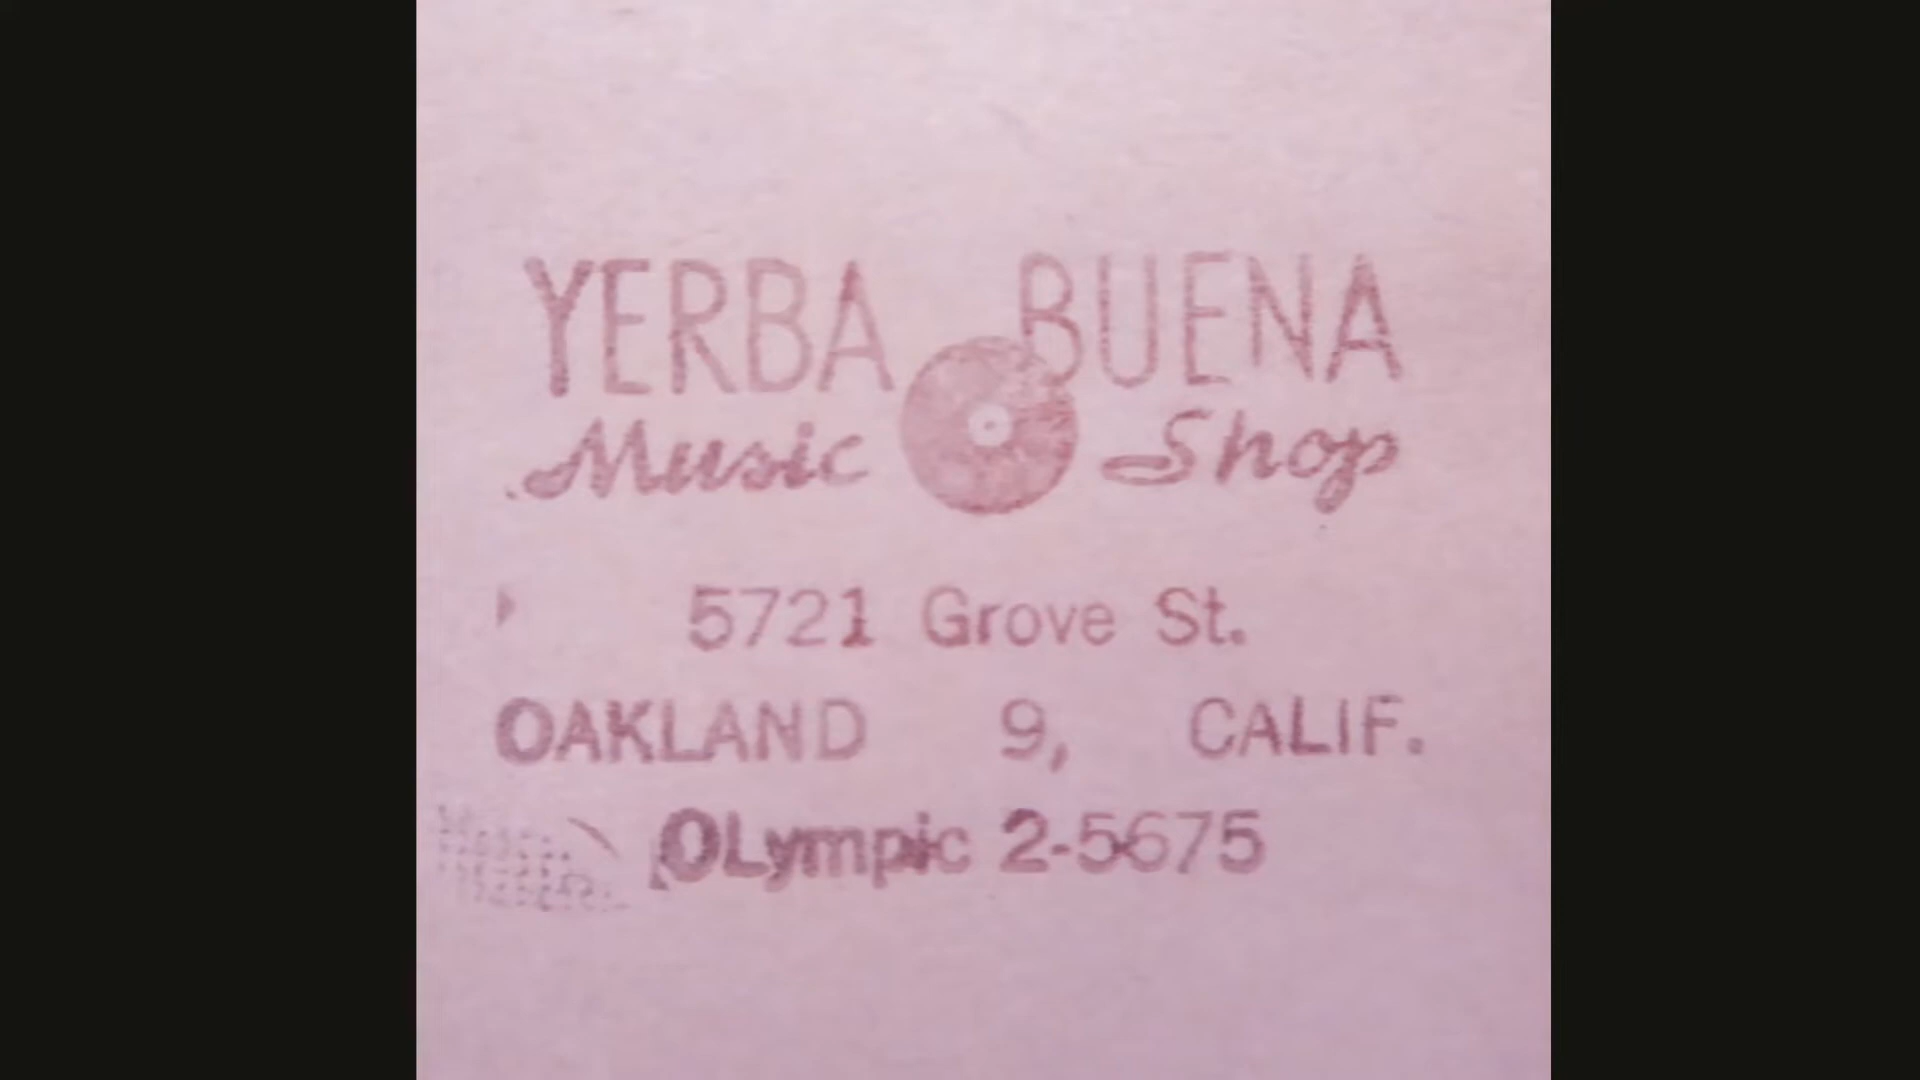 YERBA BUENA
Music Shop
5721 Grove St.
OAKLAND 9, CALIF.
OLympic 2-5675